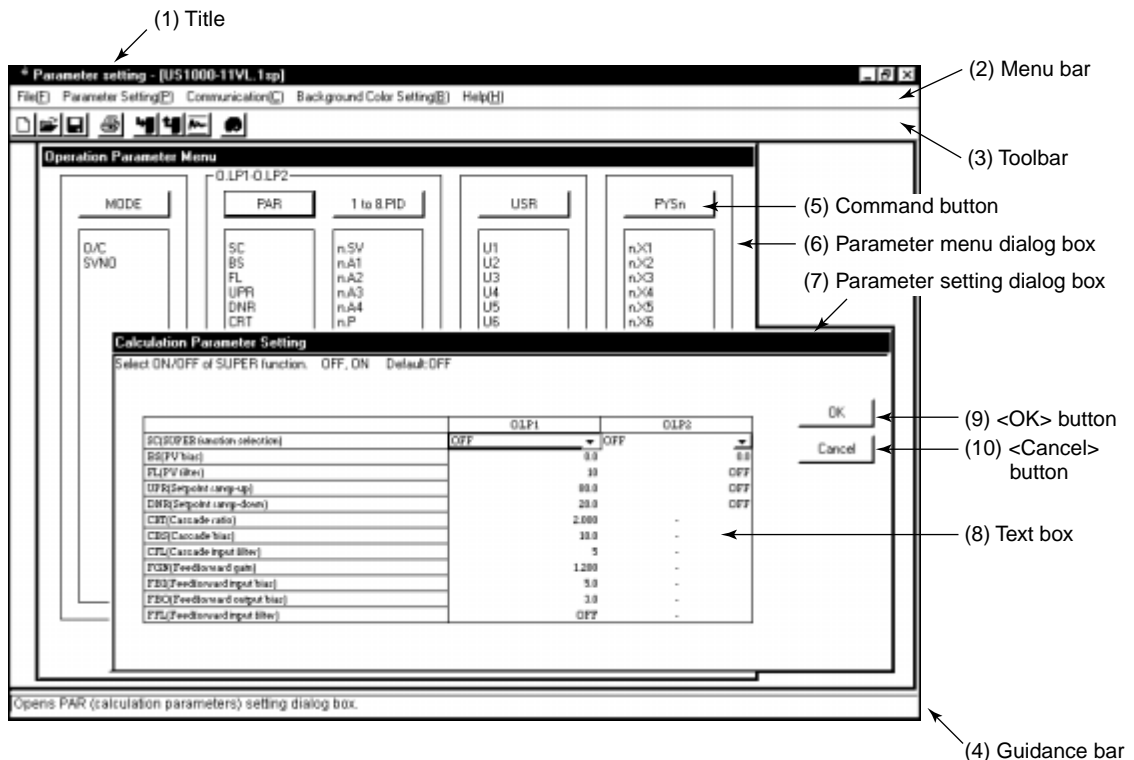 (1) Title
Parameter setting - [US1000-11VL.1sp]
(2) Menu bar
File(F) Parameter Setting(P) Communication(C) Background Color Setting(B) Help(H)
(3) Toolbar
Operation Parameter Menu
O.LP1-O.LP2
MODE PAR 1 to 8.PID USR PYSn
(5) Command button
O/C SC n.SV U1 n.X1
(6) Parameter menu dialog box
SVNO BS n.A1 U2 n.X2
FL n.A2 U3 n.X3
(7) Parameter setting dialog box
UPR n.A3 U4 n.X4
DNR n.A4 U5 n.X5
CRT n.P U6 n.X6
Calculation Parameter Setting
Select ON/OFF of SUPER function. OFF, ON Default:OFF
OK
(9) <OK> button
O.LP1 O.LP2
SC(SUPER function selection) OFF OFF
Cancel
(10) <Cancel>
button
BS(PV bias) 0.0 0.0
FL(PV filter) 10 OFF
UPR(Setpoint ramp-up) 80.0 OFF
DNR(Setpoint ramp-down) 20.0 OFF
CRT(Cascade ratio) 2.000 -
CBS(Cascade bias) 10.0 -
(8) Text box
CFL(Cascade input filter) 5 -
FGN(Feedforward gain) 1.200 -
FBI(Feedforward input bias) 5.0 -
FBO(Feedforward output bias) 3.0 -
FFL(Feedforward input filter) OFF -
Opens PAR (calculation parameters) setting dialog box.
(4) Guidance bar